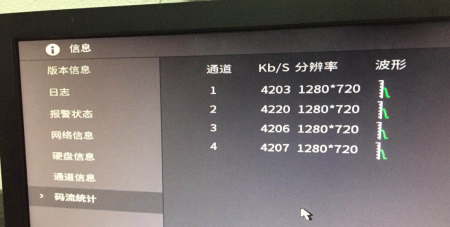 信息
版本信息
日志
报警状态
网络信息
硬盘信息
通道信息
> 码流统计
通道 Kb/S 分辨率 波形
1 4203 1280*720
2 4220 1280*720
3 4206 1280*720
4 4207 1280*720